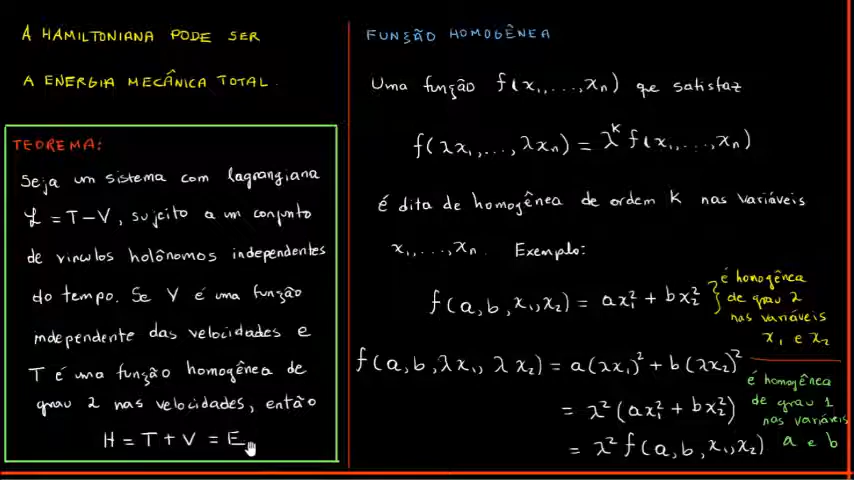 A HAMILTONIANA PODE SER
A ENERGIA MECÂNICA TOTAL.
TEOREMA:
Seja um sistema com lagrangiana
ℒ = T - V, sujeito a um conjunto
de vínculos holônomos independentes
do tempo. Se V é uma função
independente das velocidades e
T é uma função homogênea de
grau 2 nas velocidades, então
H = T + V = E
FUNÇÃO HOMOGÊNEA
Uma função f(x₁,...,xₙ) que satisfaz
f(λx₁,...,λxₙ) = λᴷ f(x₁,...,xₙ)
é dita de homogênea de ordem K nas variáveis
x₁,...,xₙ. Exemplo:
f(a,b,x₁,x₂) = ax₁² + bx₂²
é homogênea
de grau 2
nas variáveis
x₁ e x₂
f(a,b,λx₁,λx₂) = a(λx₁)² + b(λx₂)²
= λ²(ax₁² + bx₂²)
= λ² f(a,b,x₁,x₂)
é homogênea
de grau 1
nas variáveis
a e b